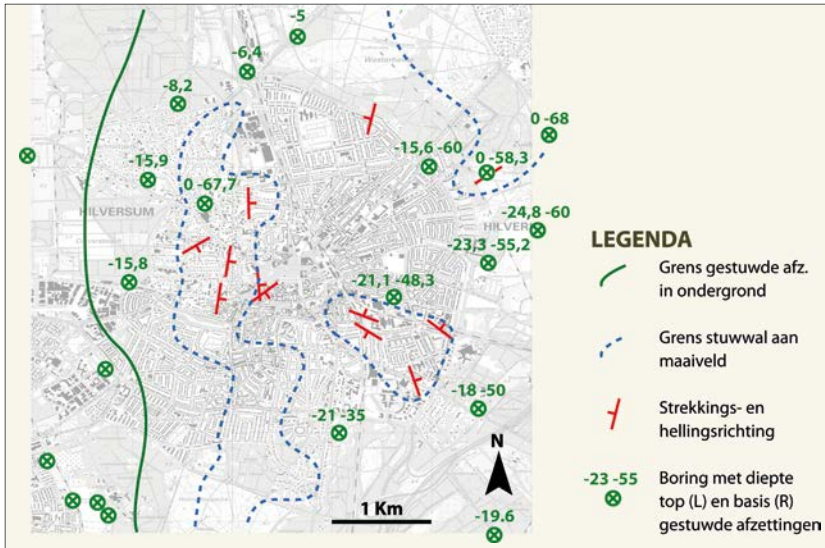 -5
-6,4
-8,2
0 -68
-15,6 -60
0 -58,3
-15,9
0 -67,7
HILVERSUM
-24,8 -60
HILVER
-23,3 -55,2
-15,8
-21,1 -48,3
-18 -50
-21 -35
N
1 Km
-19.6
LEGENDA
Grens gestuwde afz.
in ondergrond
Grens stuwwal aan
maaiveld
Strekkings- en
hellingsrichting
-23 -55
Boring met diepte
top (L) en basis (R)
gestuwde afzettingen